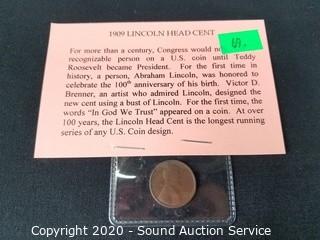 1909 LINCOLN HEAD CENT
69.
For more than a century, Congress would no
recognizable person on a U.S. coin until Teddy
Roosevelt became President. For the first time in
history, a person, Abraham Lincoln, was honored to
celebrate the 100th anniversary of his birth. Victor D.
Brenner, an artist who admired Lincoln, designed the
new cent using a bust of Lincoln. For the first time, the
words “In God We Trust” appeared on a coin. At over
100 years, the Lincoln Head Cent is the longest running
series of any U.S. Coin design.
Copyright 2020 - Sound Auction Service